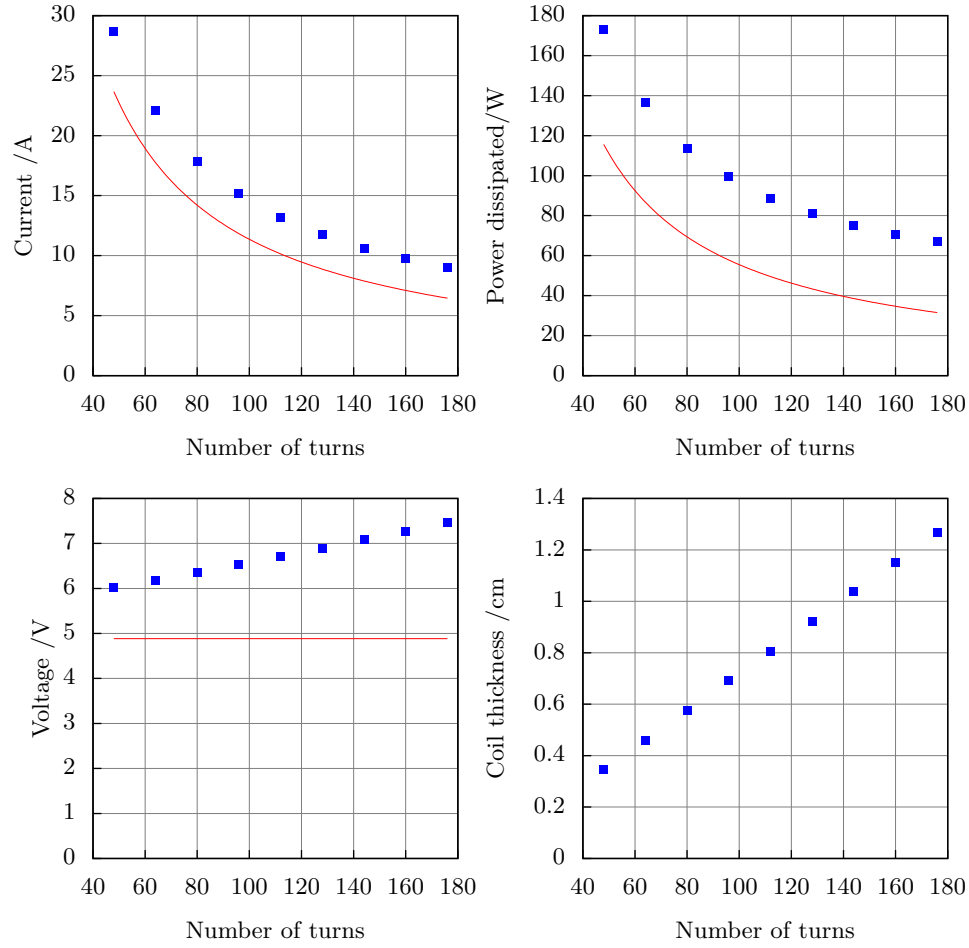 30
25
20
15
10
5
0
Current /A
40 60 80 100 120 140 160 180
Number of turns
180
160
140
120
100
80
60
40
20
0
Power dissipated/W
40 60 80 100 120 140 160 180
Number of turns
8
7
6
5
4
3
2
1
0
Voltage /V
40 60 80 100 120 140 160 180
Number of turns
1.4
1.2
1
0.8
0.6
0.4
0.2
0
Coil thickness /cm
40 60 80 100 120 140 160 180
Number of turns